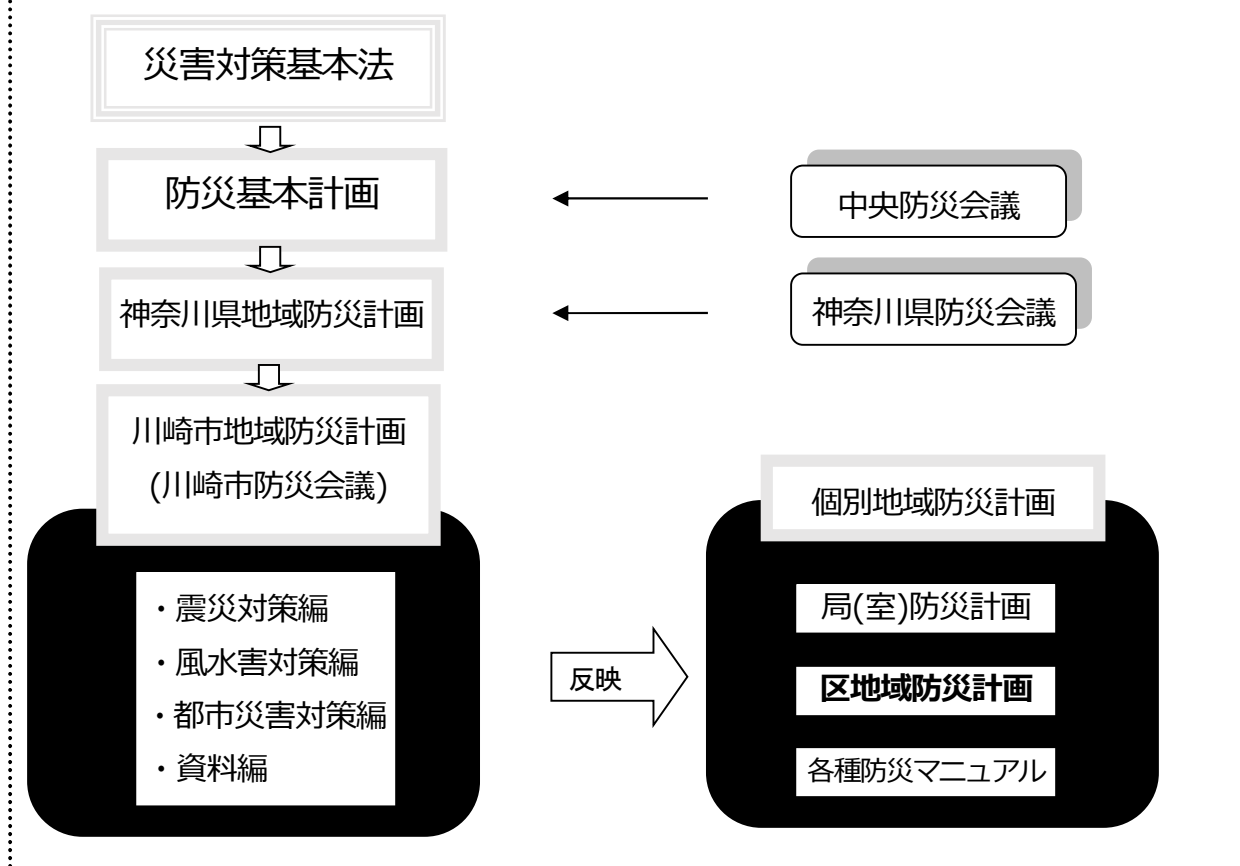 災害対策基本法
防災基本計画
中央防災会議
神奈川県地域防災計画
神奈川県防災会議
川崎市地域防災計画
(川崎市防災会議)
・震災対策編
・風水害対策編
・都市災害対策編
・資料編
反映
個別地域防災計画
局(室)防災計画
区地域防災計画
各種防災マニュアル